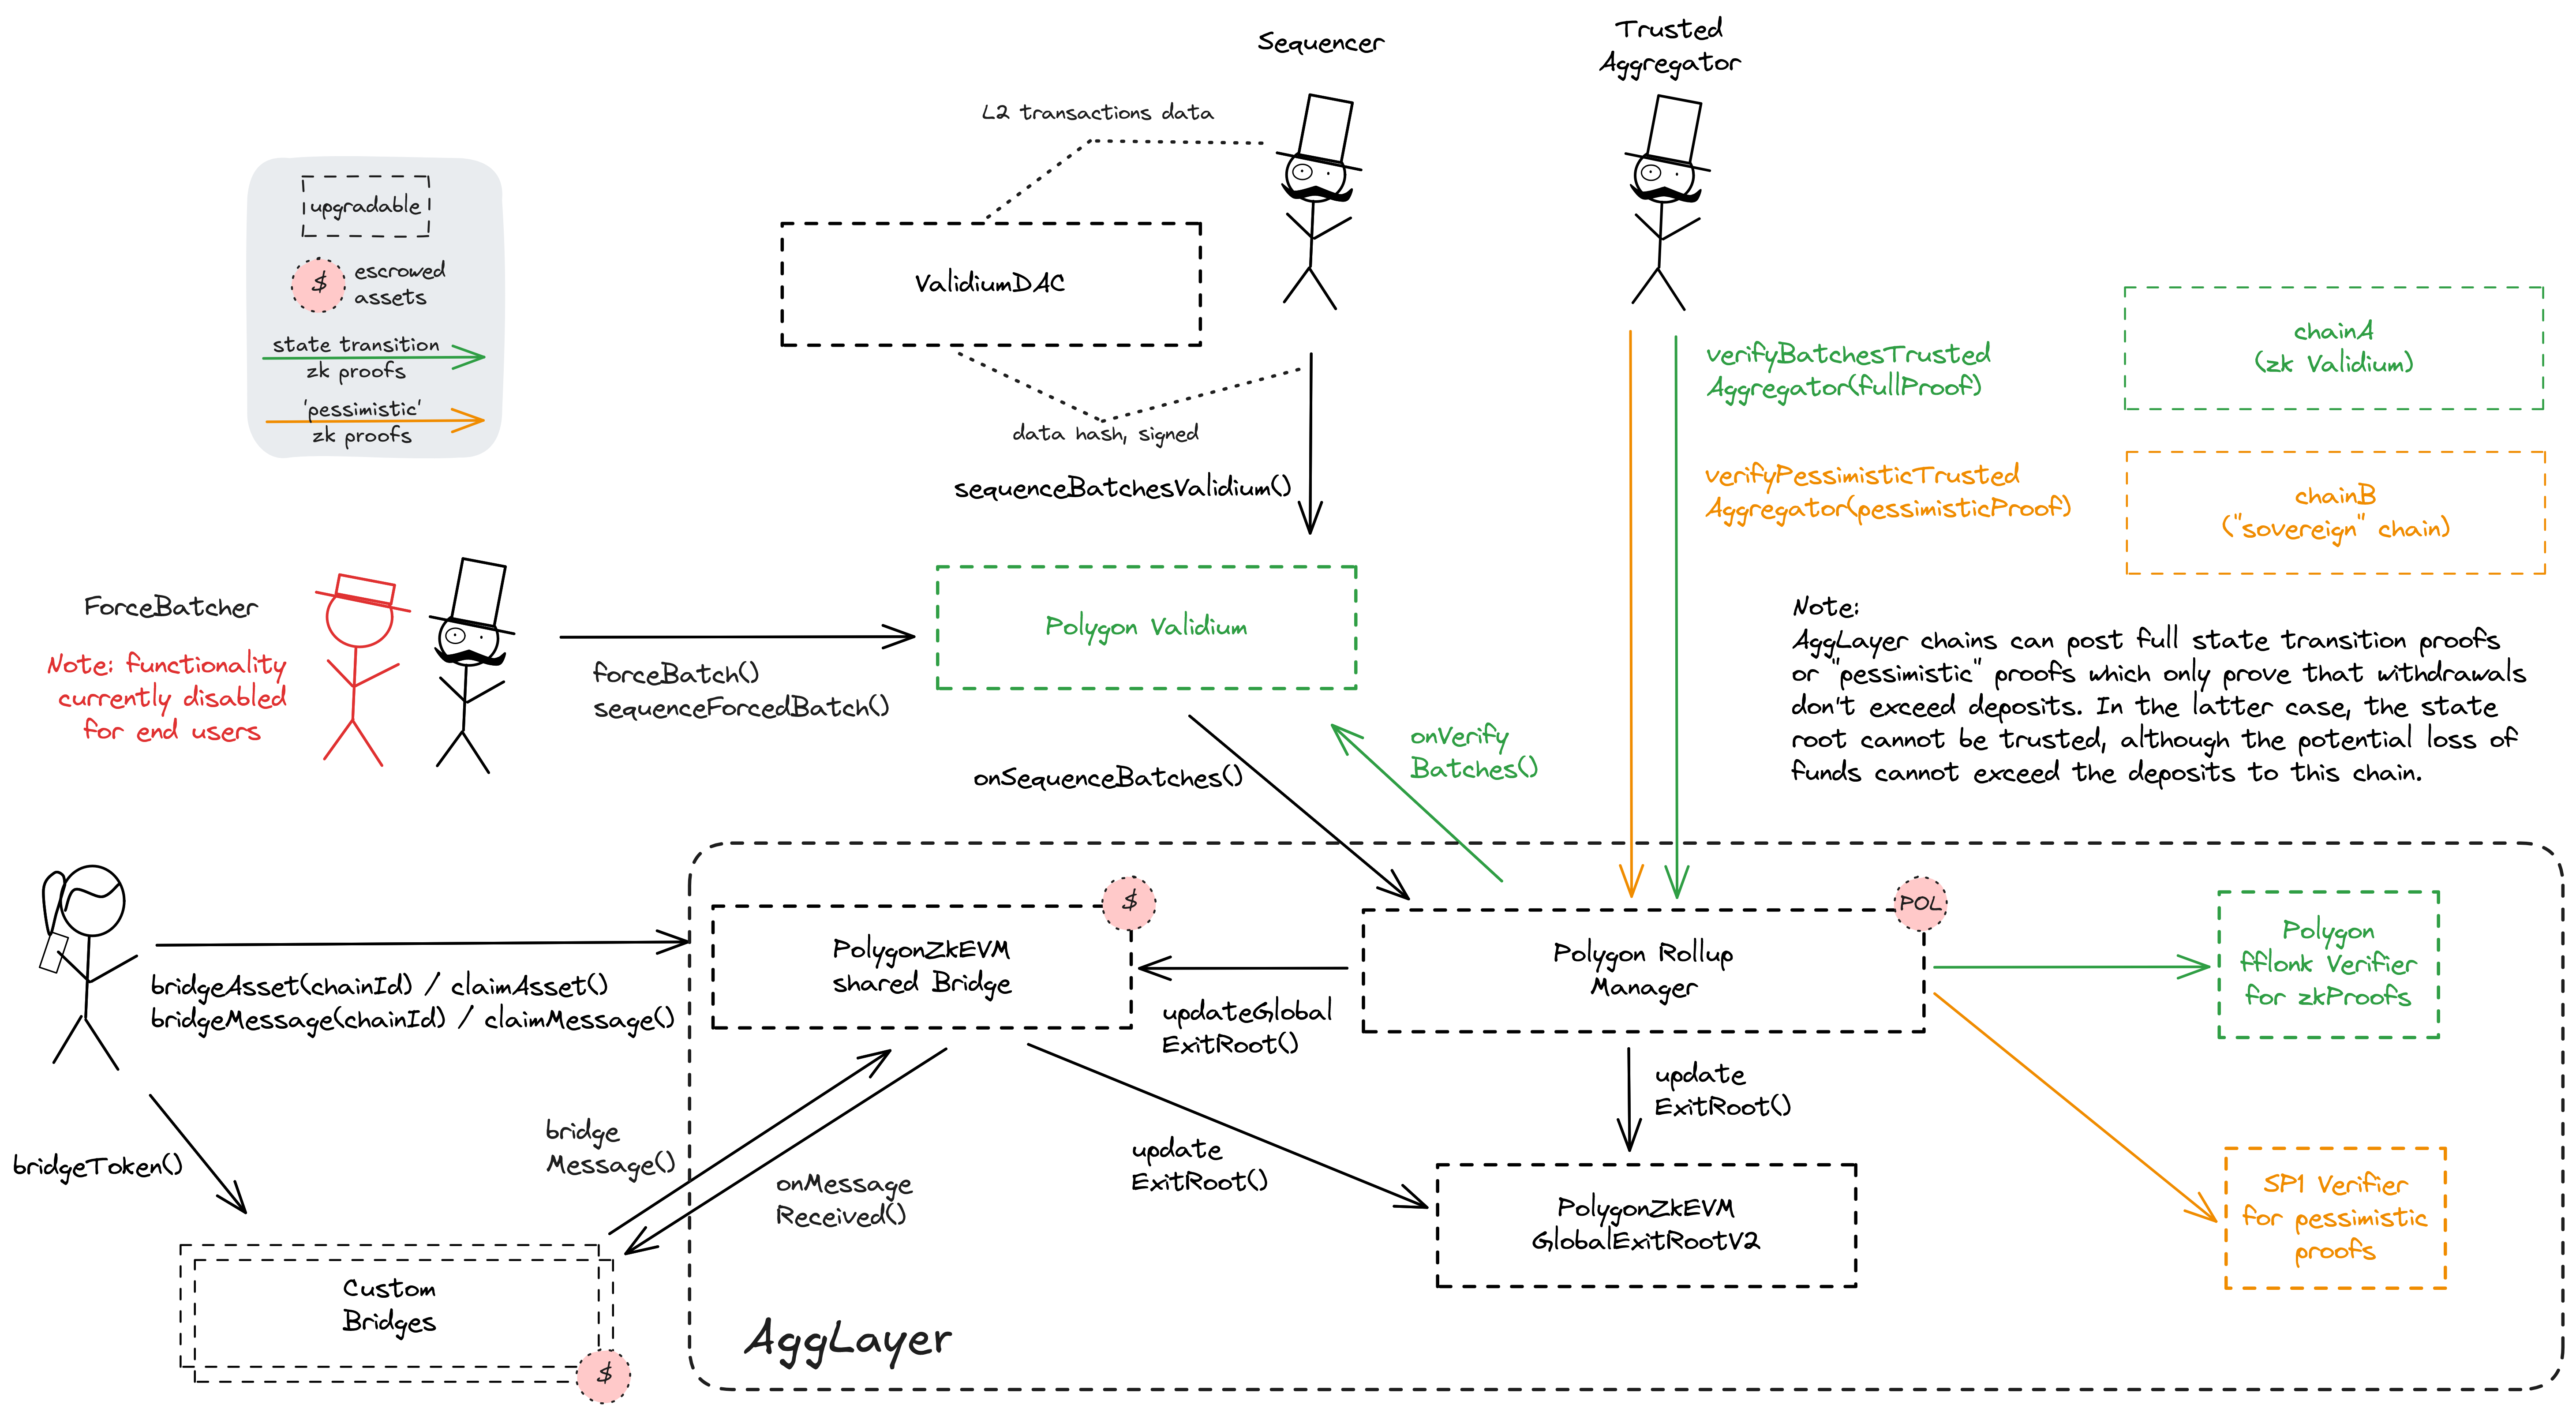 Sequencer
Trusted
Aggregator
L2 transactions data
upgradable
$
escrowed
assets
state transition
zk proofs
'pessimistic'
zk proofs
ValidiumDAC
data hash, signed
sequenceBatchesValidium()
verifyBatchesTrusted
Aggregator(fullProof)
chainA
(zk Validium)
verifyPessimisticTrusted
Aggregator(pessimisticProof)
chainB
("sovereign" chain)
ForceBatcher
Note: functionality
currently disabled
for end users
forceBatch()
sequenceForcedBatch()
Polygon Validium
Note:
AggLayer chains can post full state transition proofs
or "pessimistic" proofs which only prove that withdrawals
don't exceed deposits. In the latter case, the state
root cannot be trusted, although the potential loss of
funds cannot exceed the deposits to this chain.
onSequenceBatches()
onVerify
Batches()
bridgeAsset(chainId) / claimAsset()
bridgeMessage(chainId) / claimMessage()
$
PolygonZkEVM
shared Bridge
updateGlobal
ExitRoot()
POL
Polygon Rollup
Manager
Polygon
fflonk Verifier
for zkProofs
update
ExitRoot()
bridgeToken()
bridge
Message()
onMessage
Received()
update
ExitRoot()
PolygonZkEVM
GlobalExitRootV2
SP1 Verifier
for pessimistic
proofs
Custom
Bridges
$
AggLayer